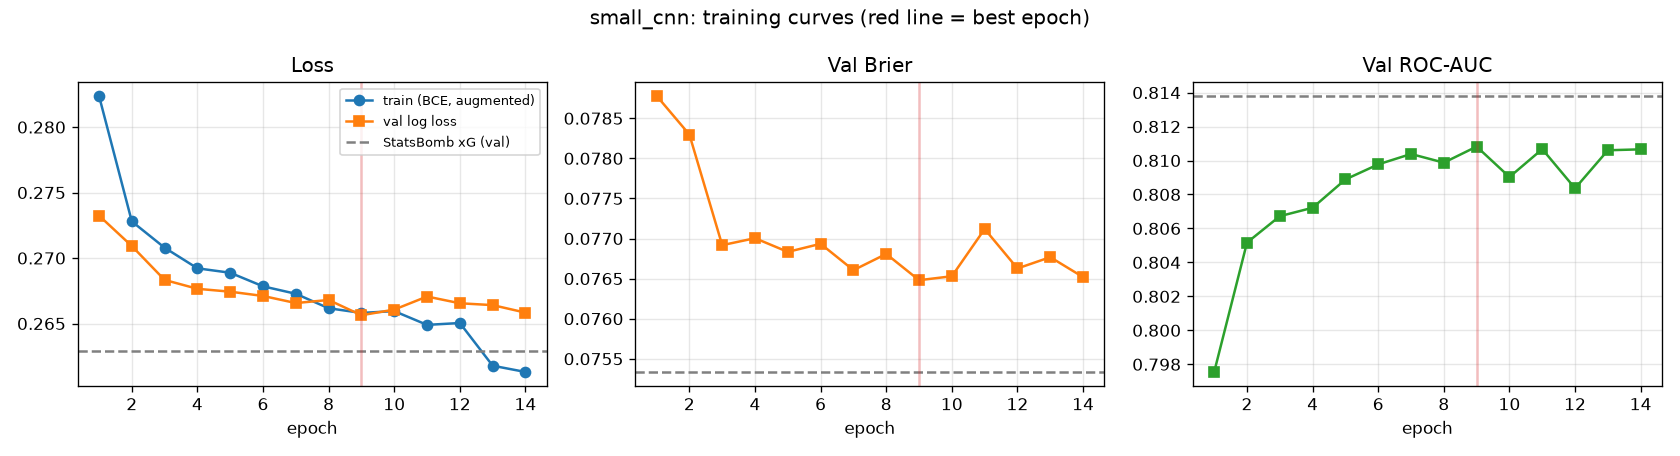 small_cnn: training curves (red line = best epoch)
Loss
train (BCE, augmented)
val log loss
StatsBomb xG (val)
0.280
0.275
0.270
0.265
2 4 6 8 10 12 14
epoch
Val Brier
0.0785
0.0780
0.0775
0.0770
0.0765
0.0760
0.0755
2 4 6 8 10 12 14
epoch
Val ROC-AUC
0.814
0.812
0.810
0.808
0.806
0.804
0.802
0.800
0.798
2 4 6 8 10 12 14
epoch